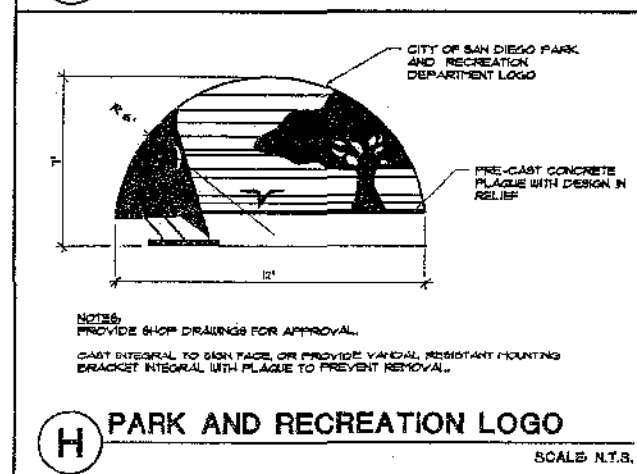 CITY OF SAN DIEGO PARK
AND RECREATION
DEPARTMENT LOGO
7"
PRE-CAST CONCRETE
PLAQUE WITH DESIGN IN
RELIEF
12"
NOTES:
PROVIDE SHOP DRAWINGS FOR APPROVAL.
CAST INTEGRAL TO SIGN FACE, OR PROVIDE VANDAL RESISTANT MOUNTING
BRACKET INTEGRAL WITH PLAQUE TO PREVENT REMOVAL.
H PARK AND RECREATION LOGO
SCALE: N.T.S.